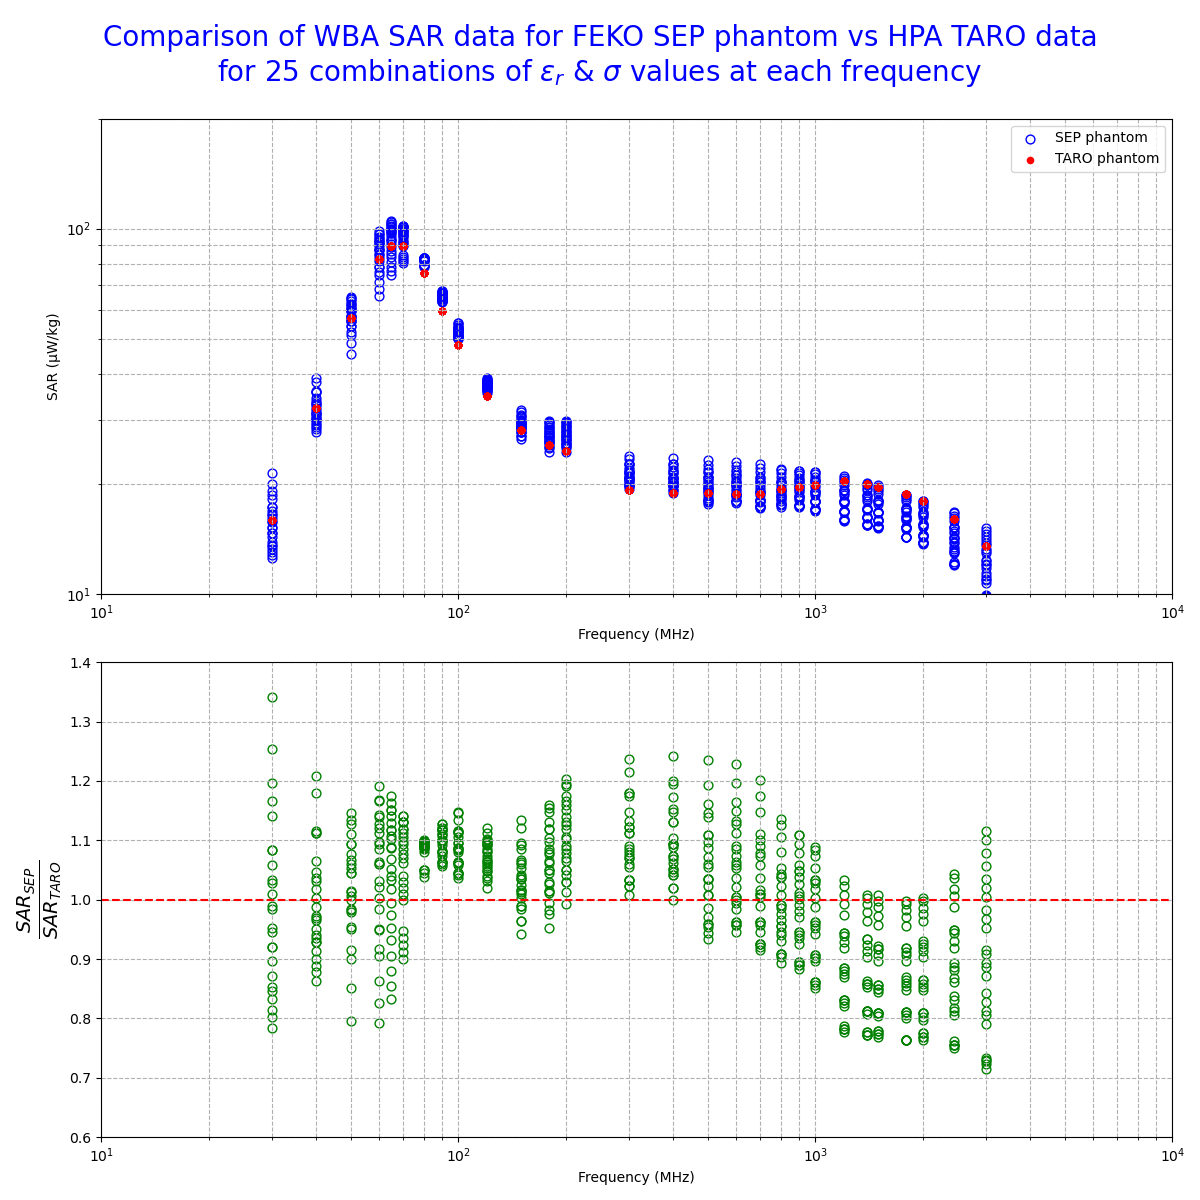 Comparison of WBA SAR data for FEKO SEP phantom vs HPA TARO data
for 25 combinations of εr & σ values at each frequency
SEP phantom
TARO phantom
10²
10¹
SAR (µW/kg)
10¹ 10² 10³ 10⁴
Frequency (MHz)
1.4
1.3
1.2
1.1
1.0
0.9
0.8
0.7
0.6
SAR_SEP
SAR_TARO
10¹ 10² 10³ 10⁴
Frequency (MHz)